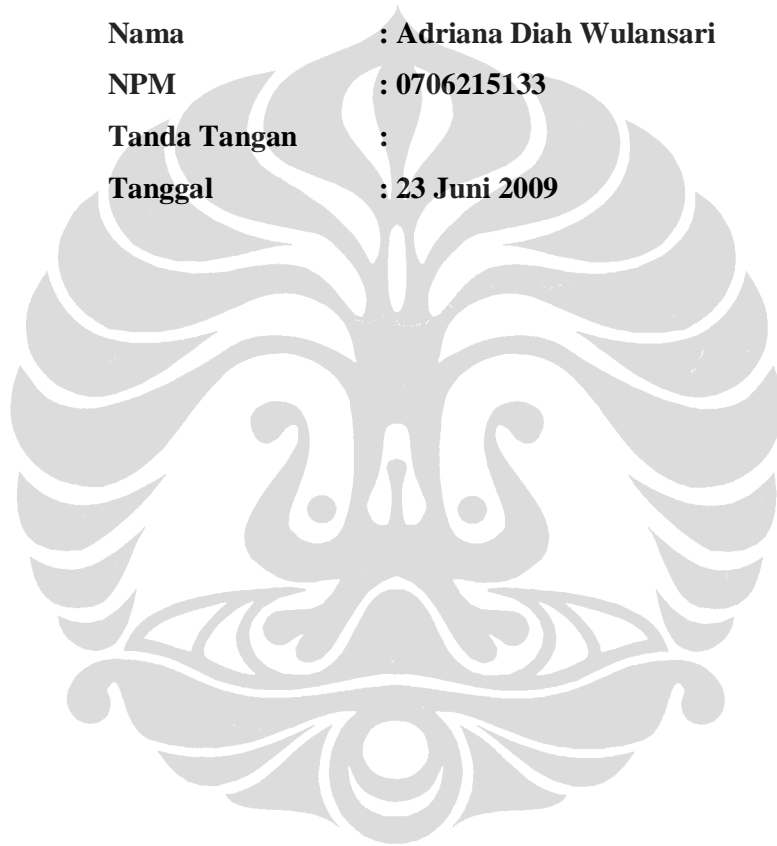 Nama : Adriana Diah Wulansari
NPM : 0706215133
Tanda Tangan :
Tanggal : 23 Juni 2009